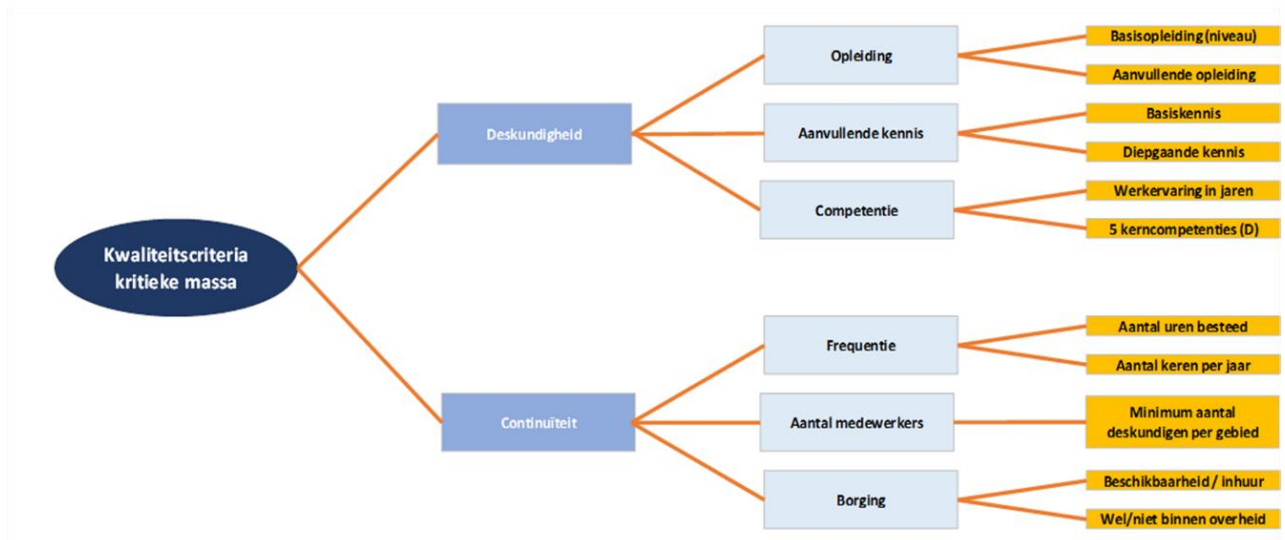 Kwaliteitscriteria
kritieke massa
Deskundigheid
Opleiding
Basisopleiding (niveau)
Aanvullende opleiding
Aanvullende kennis
Basiskennis
Diepgaande kennis
Competentie
Werkervaring in jaren
5 kerncompetenties (D)
Continuïteit
Frequentie
Aantal uren besteed
Aantal keren per jaar
Aantal medewerkers
Minimum aantal
deskundigen per gebied
Borging
Beschikbaarheid / inhuur
Wel/niet binnen overheid